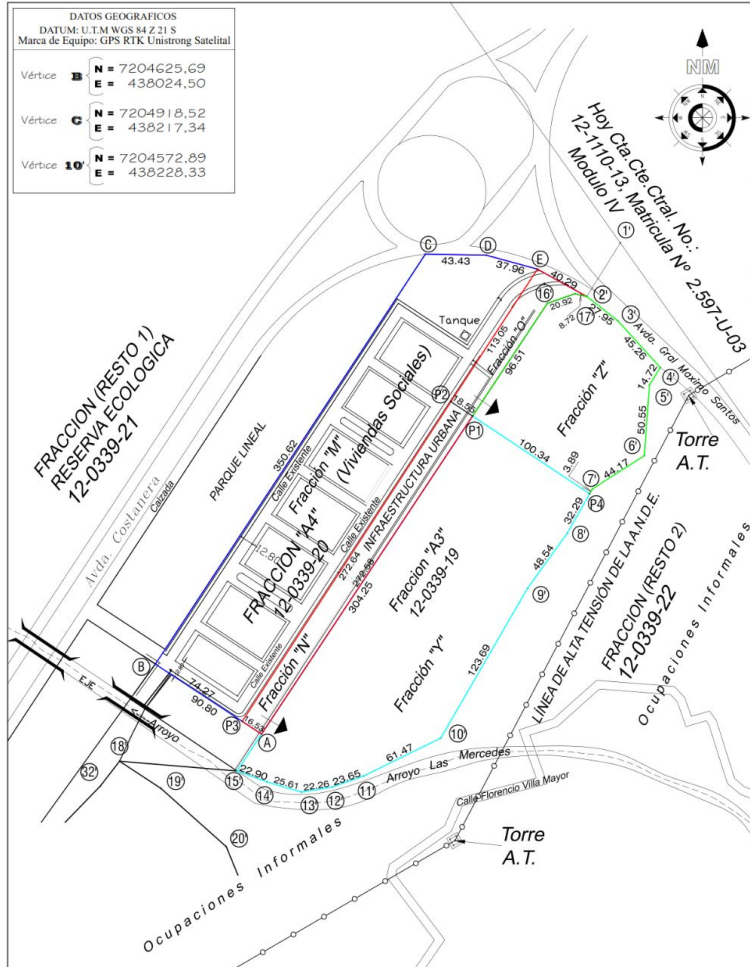 DATOS GEOGRAFICOS
DATUM: U.T.M WGS 84 Z 21 S
Marca de Equipo: GPS RTK Unistrong Satelital
Vértice B N = 7204625,69
E = 438024,50
Vértice C N = 7204918,52
E = 438217,34
Vértice 10' N = 7204572,89
E = 438228,33
NM
Hoy Cta.Cte.Ctral. No.:
12-1110-13, Matricula Nº 2.597-U-03
Modulo IV
1'
C
43.43
D
37.96
E
40.29
2'
27.95
3'
45.26
Avda. Gral Maximo Santos
4'
14.72
5'
50.55
6'
44.17
7'
3.89
P4
16'
20.92
17'
8.72
Tanque
Fracción "O"
113.05
96.51
Fracción "Z"
P2
18.56
P1
100.34
Torre
A.T.
FRACCION (RESTO 1)
RESERVA ECOLOGICA
12-0339-21
Avda. Costanera
Calzada
PARQUE LINEAL
350.62
Calle Existente
Fracción "M"
(Viviendas Sociales)
Calle Existente
INFRAESTRUCTURA URBANA
12.80
FRACCION "A4"
12-0339-20
272.64
272.58
304.25
Fraccion "A3"
12-0339-19
Fracción "Y"
Fracción "N"
Calle Existente
32.29
8'
48.54
9'
123.69
10'
LÍNEA DE ALTA TENSIÓN DE LA A.N.D.E.
FRACCION (RESTO 2)
12-0339-22
Ocupaciones Informales
B
74.27
90.80
P3
16.53
A
EJE
<--Arroyo
18'
32'
19'
20'
15'
22.90
14'
25.61
13'
22.26
12'
23.65
11'
61.47
Arroyo Las Mercedes
Calle Florencio Villa Mayor
Torre
A.T.
Ocupaciones Informales